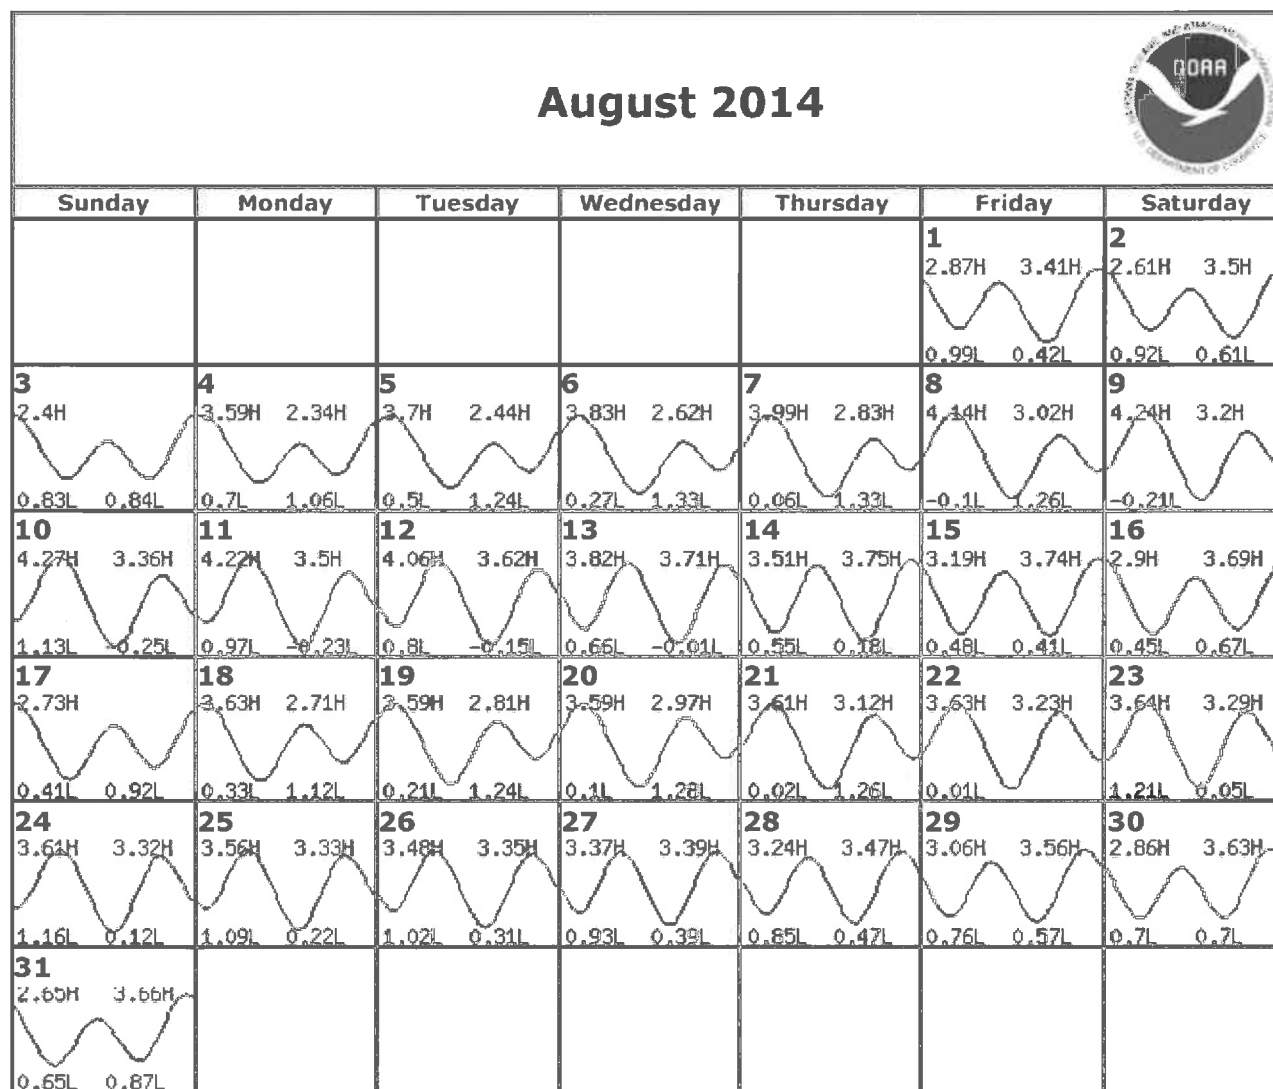 August 2014
NOAA
Sunday Monday Tuesday Wednesday Thursday Friday Saturday
1 2
2.87H 3.41H 2.61H 3.5H
0.99L 0.42L 0.92L 0.61L
3 4 5 6 7 8 9
2.4H 3.59H 2.34H 3.7H 2.44H 3.83H 2.62H 3.99H 2.83H 4.14H 3.02H 4.24H 3.2H
0.83L 0.84L 0.7L 1.06L 0.5L 1.24L 0.27L 1.33L 0.06L 1.33L -0.1L 1.26L -0.21L
10 11 12 13 14 15 16
4.27H 3.36H 4.22H 3.5H 4.06H 3.62H 3.82H 3.71H 3.51H 3.75H 3.19H 3.74H 2.9H 3.69H
1.13L -0.25L 0.97L -0.23L 0.8L -0.15L 0.66L -0.01L 0.55L 0.18L 0.48L 0.41L 0.45L 0.67L
17 18 19 20 21 22 23
2.73H 3.63H 2.71H 3.59H 2.81H 3.59H 2.97H 3.61H 3.12H 3.63H 3.23H 3.64H 3.29H
0.41L 0.92L 0.33L 1.12L 0.21L 1.24L 0.1L 1.28L 0.02L 1.26L 0.01L 1.21L 0.05L
24 25 26 27 28 29 30
3.61H 3.32H 3.56H 3.33H 3.48H 3.35H 3.37H 3.39H 3.24H 3.47H 3.06H 3.56H 2.86H 3.63H
1.16L 0.12L 1.09L 0.22L 1.02L 0.31L 0.93L 0.39L 0.85L 0.47L 0.76L 0.57L 0.7L 0.7L
31
2.65H 3.66H
0.65L 0.87L